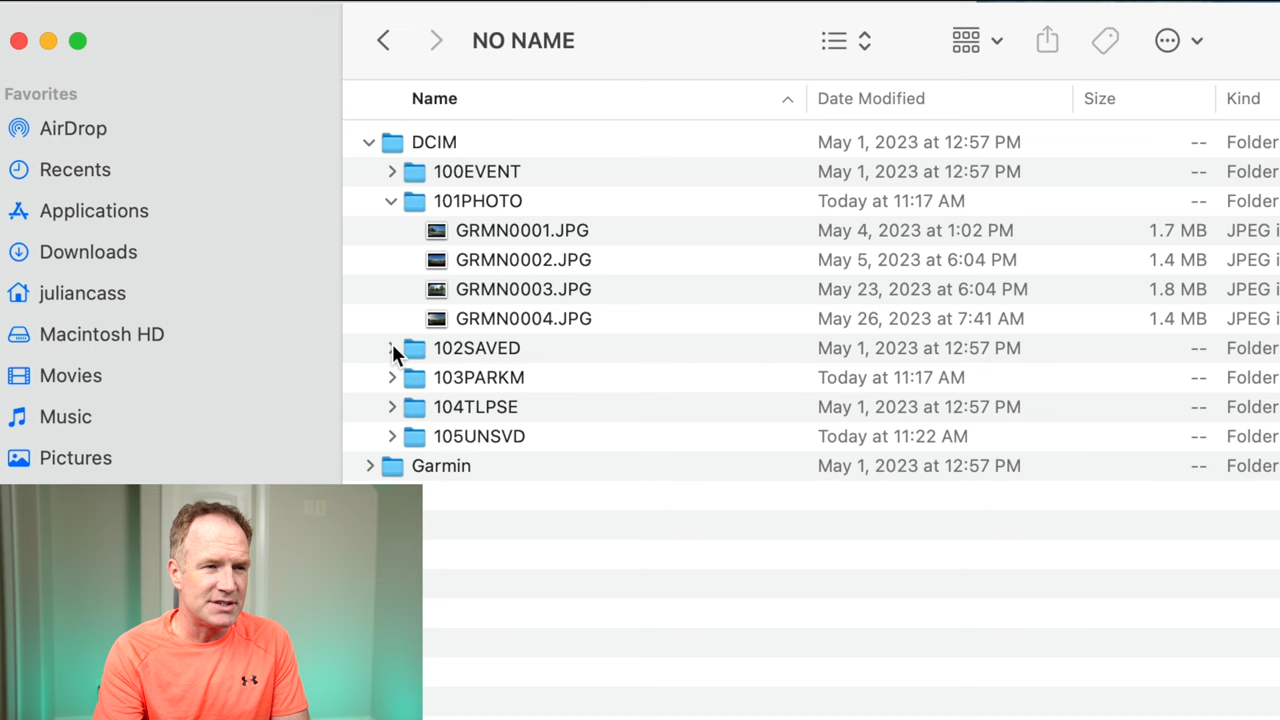 NO NAME
Favorites
AirDrop
Recents
Applications
Downloads
juliancass
Macintosh HD
Movies
Music
Pictures
Name Date Modified Size Kind
DCIM May 1, 2023 at 12:57 PM -- Folder
100EVENT May 1, 2023 at 12:57 PM -- Folder
101PHOTO Today at 11:17 AM -- Folder
GRMN0001.JPG May 4, 2023 at 1:02 PM 1.7 MB JPEG i
GRMN0002.JPG May 5, 2023 at 6:04 PM 1.4 MB JPEG i
GRMN0003.JPG May 23, 2023 at 6:04 PM 1.8 MB JPEG i
GRMN0004.JPG May 26, 2023 at 7:41 AM 1.4 MB JPEG i
102SAVED May 1, 2023 at 12:57 PM -- Folder
103PARKM Today at 11:17 AM -- Folder
104TLPSE May 1, 2023 at 12:57 PM -- Folder
105UNSVD Today at 11:22 AM -- Folder
Garmin May 1, 2023 at 12:57 PM -- Folder